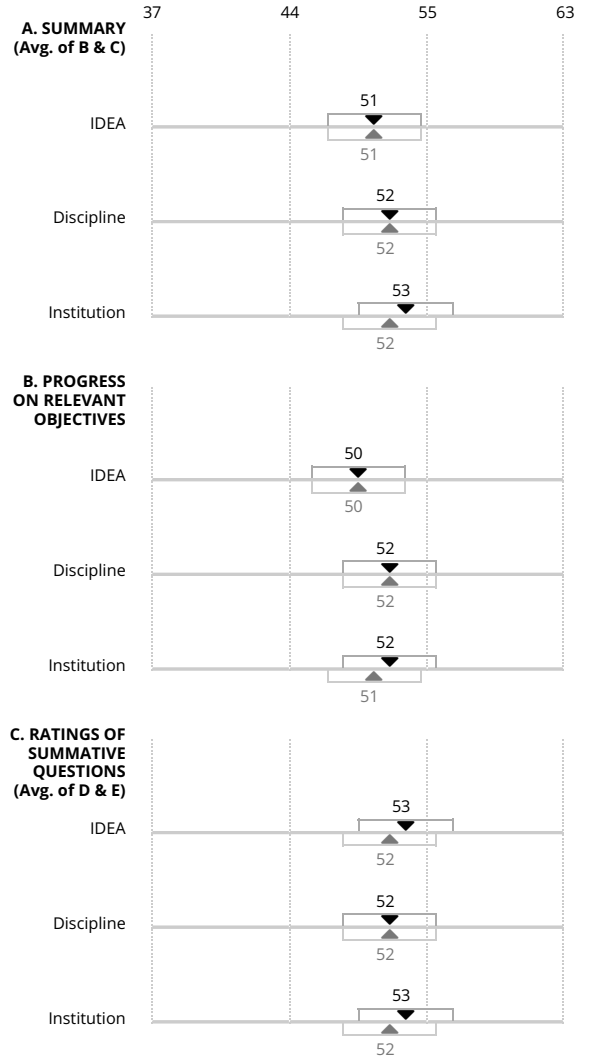 37 44 55 63
A. SUMMARY
(Avg. of B & C)
51
IDEA
51
52
Discipline
52
53
Institution
52
B. PROGRESS
ON RELEVANT
OBJECTIVES
50
IDEA
50
52
Discipline
52
52
Institution
51
C. RATINGS OF
SUMMATIVE
QUESTIONS
(Avg. of D & E)
53
IDEA
52
52
Discipline
52
53
Institution
52